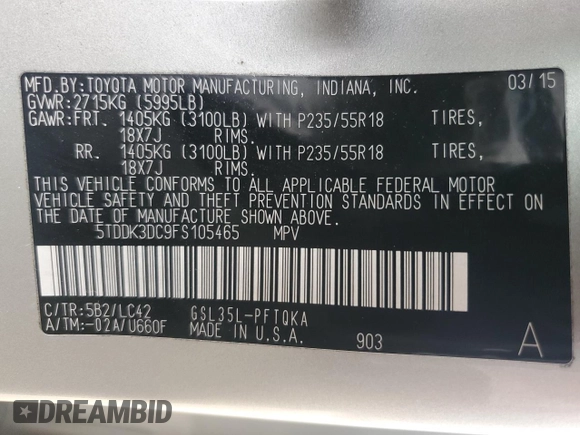 MFD.BY:TOYOTA MOTOR MANUFACTURING, INDIANA, INC. 03/15
GVWR:2715KG (5995LB)
GAWR:FRT. 1405KG (3100LB) WITH P235/55R18 TIRES,
18X7J RIMS.
RR. 1405KG (3100LB) WITH P235/55R18 TIRES,
18X7J RIMS.
THIS VEHICLE CONFORMS TO ALL APPLICABLE FEDERAL MOTOR
VEHICLE SAFETY AND THEFT PREVENTION STANDARDS IN EFFECT ON
THE DATE OF MANUFACTURE SHOWN ABOVE.
5TDDK3DC9FS105465 MPV
C/TR:5B2/LC42 GSL35L-PFTQKA
A/TM:-02A/U660F MADE IN U.S.A. 903 A
DREAMBID